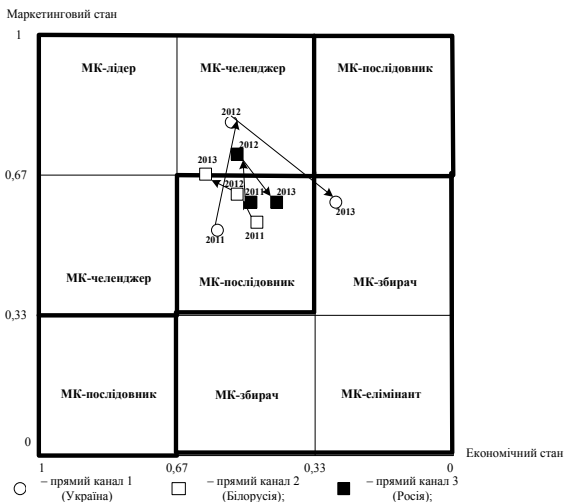 Маркетинговий стан
1
МК-лідер
МК-челенджер
МК-послідовник
2012
2012
0,67
2013
2012
2011
2013
2013
2011
2011
МК-челенджер
МК-послідовник
МК-збирач
0,33
МК-послідовник
МК-збирач
МК-елімінант
0
Економічний стан
1
0,67
0,33
0
– прямий канал 1
(Україна)
– прямий канал 2
(Білорусія);
– прямий канал 3
(Росія);